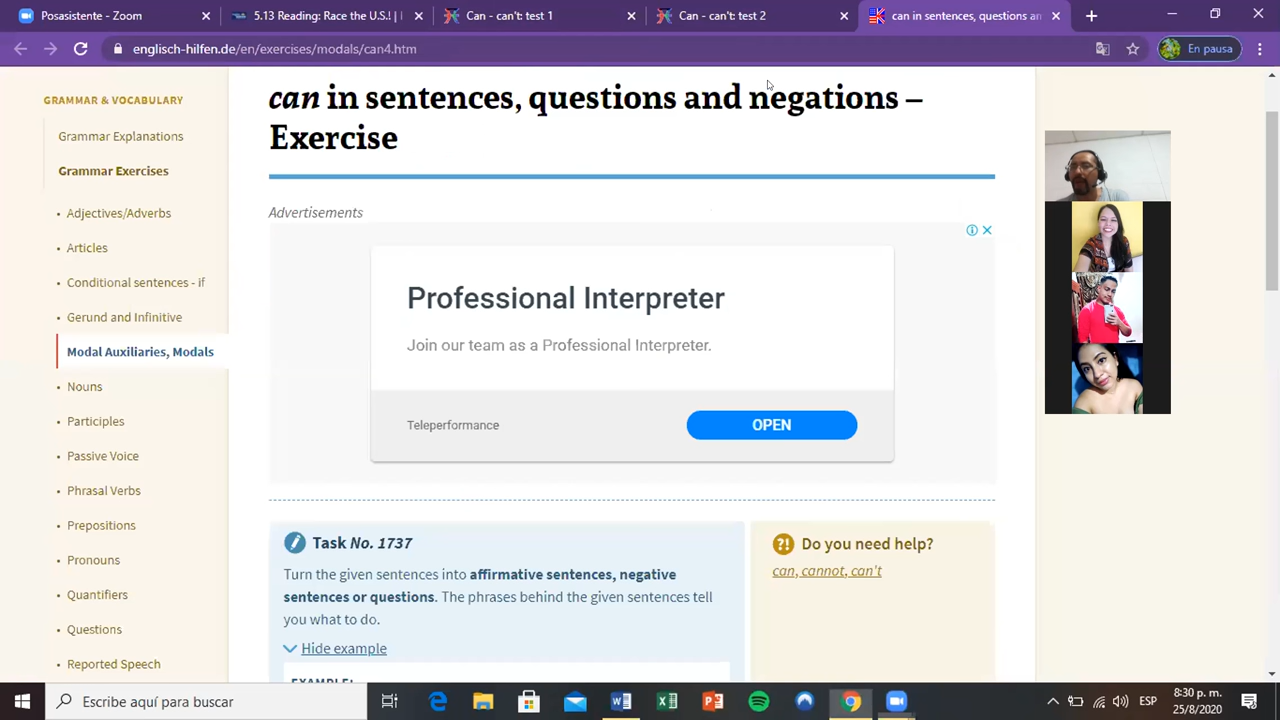 Posasistem - Zoom
5.13 Reading the U.S.! |
Can - can't test 1
Can - can't test 2
can in sentences, questions an
englisch-hilfen.de/en/exercises/modals/can4.htm
En pausa
GRAMMAR & VOCABULARY
Grammar Explanations
Grammar Exercises
Adjectives/Adverbs
Articles
Conditional sentences - if
Gerund and Infinitive
Modal Auxiliaries, Modals
Nouns
Participles
Passive Voice
Phrasal Verbs
Prepositions
Pronouns
Quantifiers
Questions
Reported Speech
can in sentences, questions and negations –
Exercise
Advertisements
Professional Interpreter
Join our team as a Professional Interpreter.
Teleperformance
OPEN
Task No. 1737
Turn the given sentences into affirmative sentences, negative
sentences or questions. The phrases behind the given sentences tell
you what to do.
Hide example
EXAMPLE:
Do you need help?
can, cannot, can't
Escribe aquí para buscar
ESP
8:30 p. m.
25/8/2020